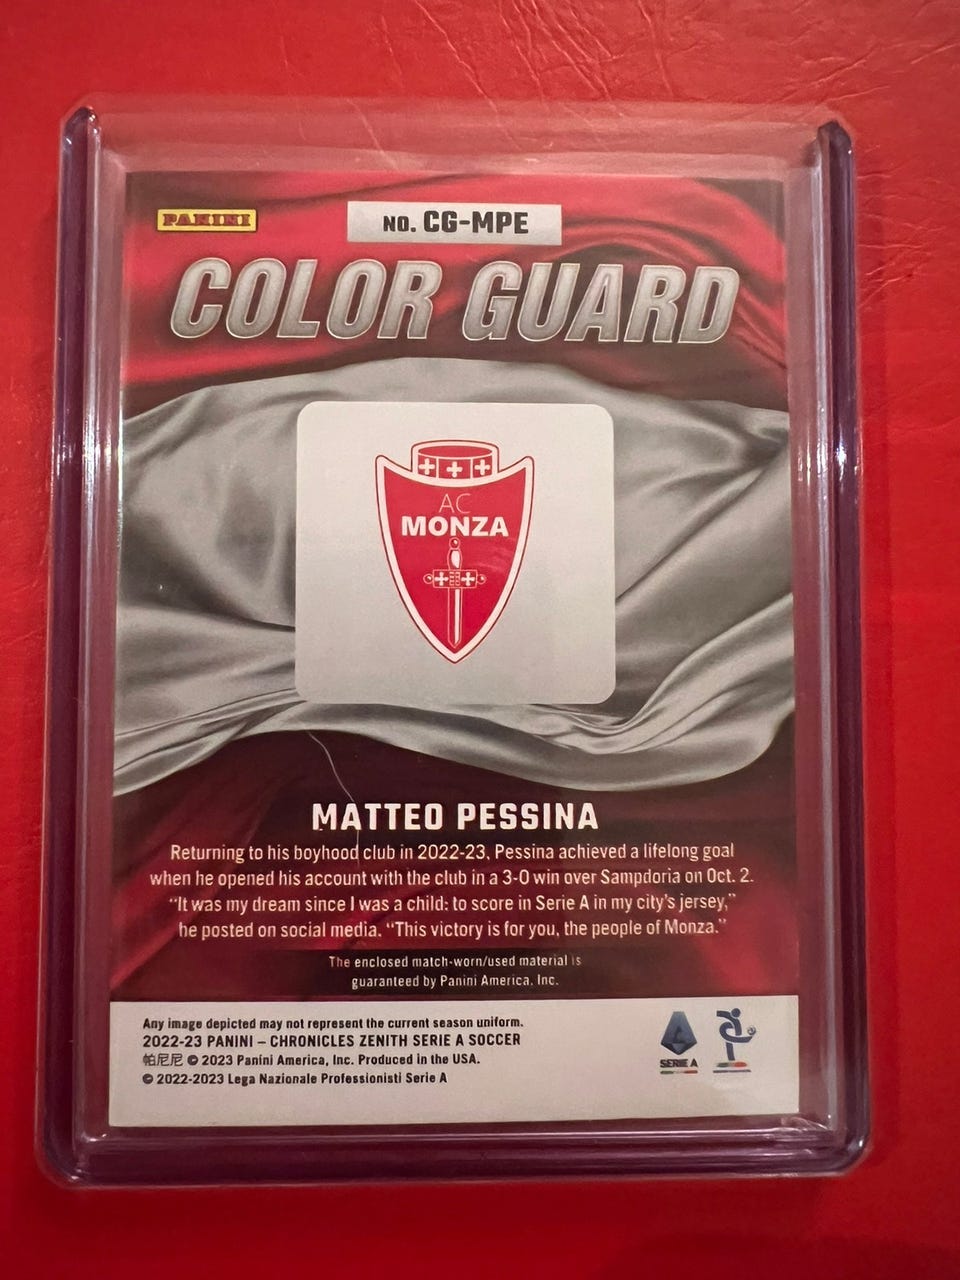 PANINI
NO. CG-MPE
COLOR GUARD
AC
MONZA
MATTEO PESSINA
Returning to his boyhood club in 2022-23, Pessina achieved a lifelong goal
when he opened his account with the club in a 3-0 win over Sampdoria on Oct. 2.
“It was my dream since I was a child: to score in Serie A in my city’s jersey,”
he posted on social media. “This victory is for you, the people of Monza.”
The enclosed match-worn/used material is
guaranteed by Panini America, Inc.
Any image depicted may not represent the current season uniform.
2022-23 PANINI – CHRONICLES ZENITH SERIE A SOCCER
帕尼尼 © 2023 Panini America, Inc. Produced in the USA.
© 2022-2023 Lega Nazionale Professionisti Serie A
SERIE A